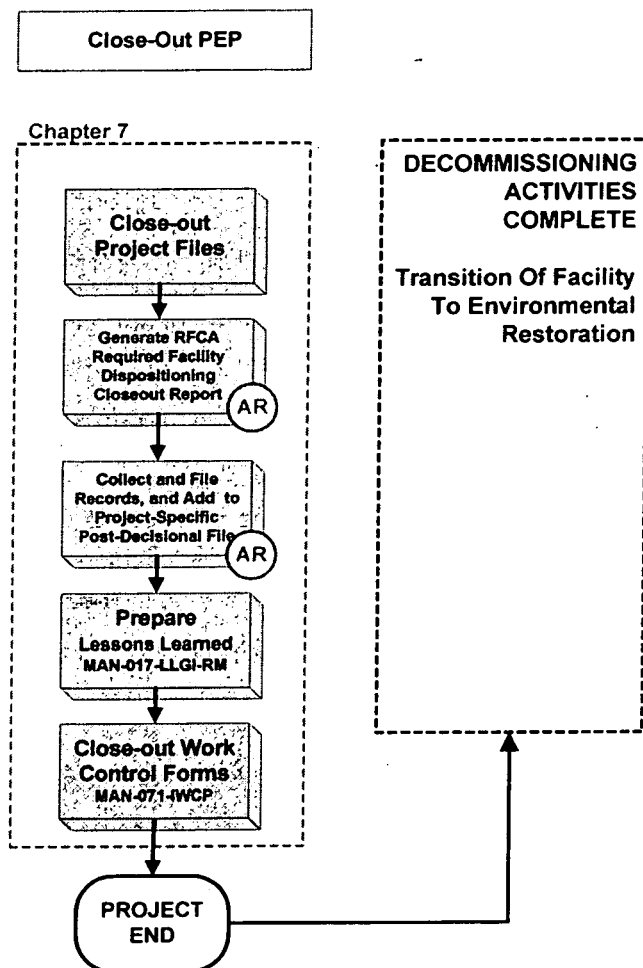 Close-Out PEP
Chapter 7
Close-out
Project Files
Generate RFCA
Required Facility
Dispositioning
Closeout Report
AR
Collect and File
Records, and Add to
Project-Specific
Post-Decisional File
AR
Prepare
Lessons Learned
MAN-017-LLGI-RM
Close-out Work
Control Forms
MAN-071-IWCP
PROJECT
END
DECOMMISSIONING
ACTIVITIES
COMPLETE
Transition Of Facility
To Environmental
Restoration